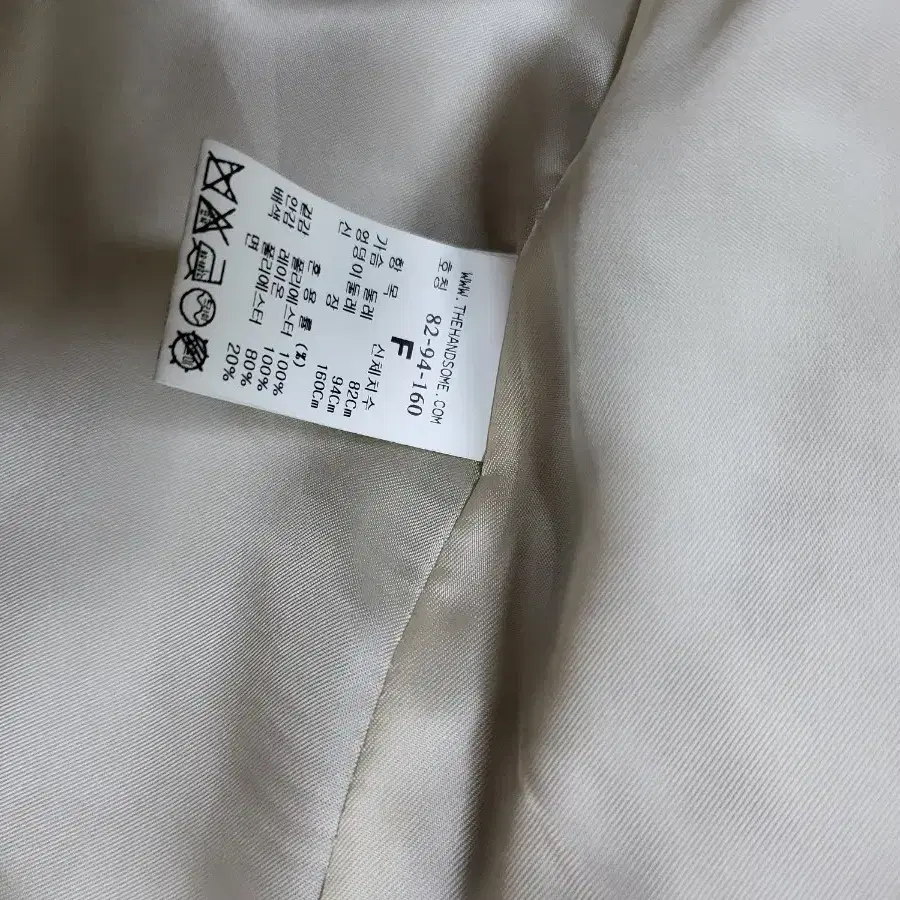 WWW.THEHANDSOME.COM
호칭 82-94-160
F
항 목 신체치수
가슴 둘레 82Cm
엉덩이둘레 94Cm
신 장 160Cm
혼 용 률 (%)
겉감 폴리에스터 100%
안감 레이온 100%
배색 폴리에스터 80%
면 20%